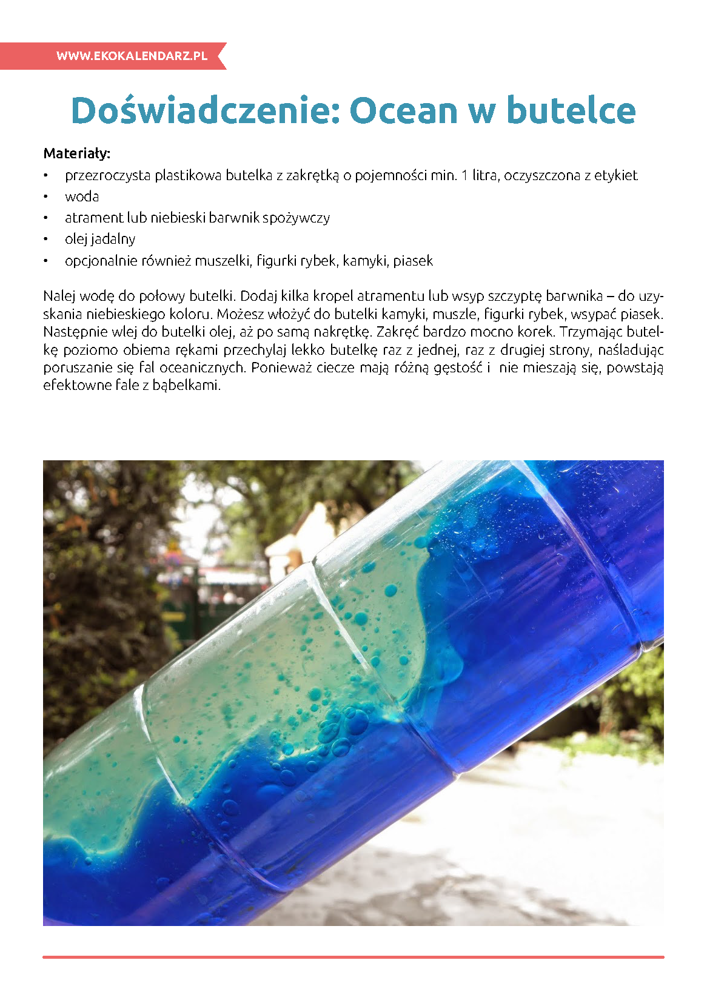 WWW.EKOKALENDARZ.PL
Doświadczenie: Ocean w butelce
Materiały:
• przezroczysta plastikowa butelka z zakrętką o pojemności min. 1 litra, oczyszczona z etykiet
• woda
• atrament lub niebieski barwnik spożywczy
• olej jadalny
• opcjonalnie również muszelki, figurki rybek, kamyki, piasek
Nalej wodę do połowy butelki. Dodaj kilka kropel atramentu lub wsyp szczyptę barwnika – do uzy-
skania niebieskiego koloru. Możesz włożyć do butelki kamyki, muszle, figurki rybek, wsypać piasek.
Następnie wlej do butelki olej, aż po samą nakrętkę. Zakręć bardzo mocno korek. Trzymając butel-
kę poziomo obiema rękami przechylaj lekko butelkę raz z jednej, raz z drugiej strony, naśladując
poruszanie się fal oceanicznych. Ponieważ ciecze mają różną gęstość i nie mieszają się, powstają
efektowne fale z bąbelkami.